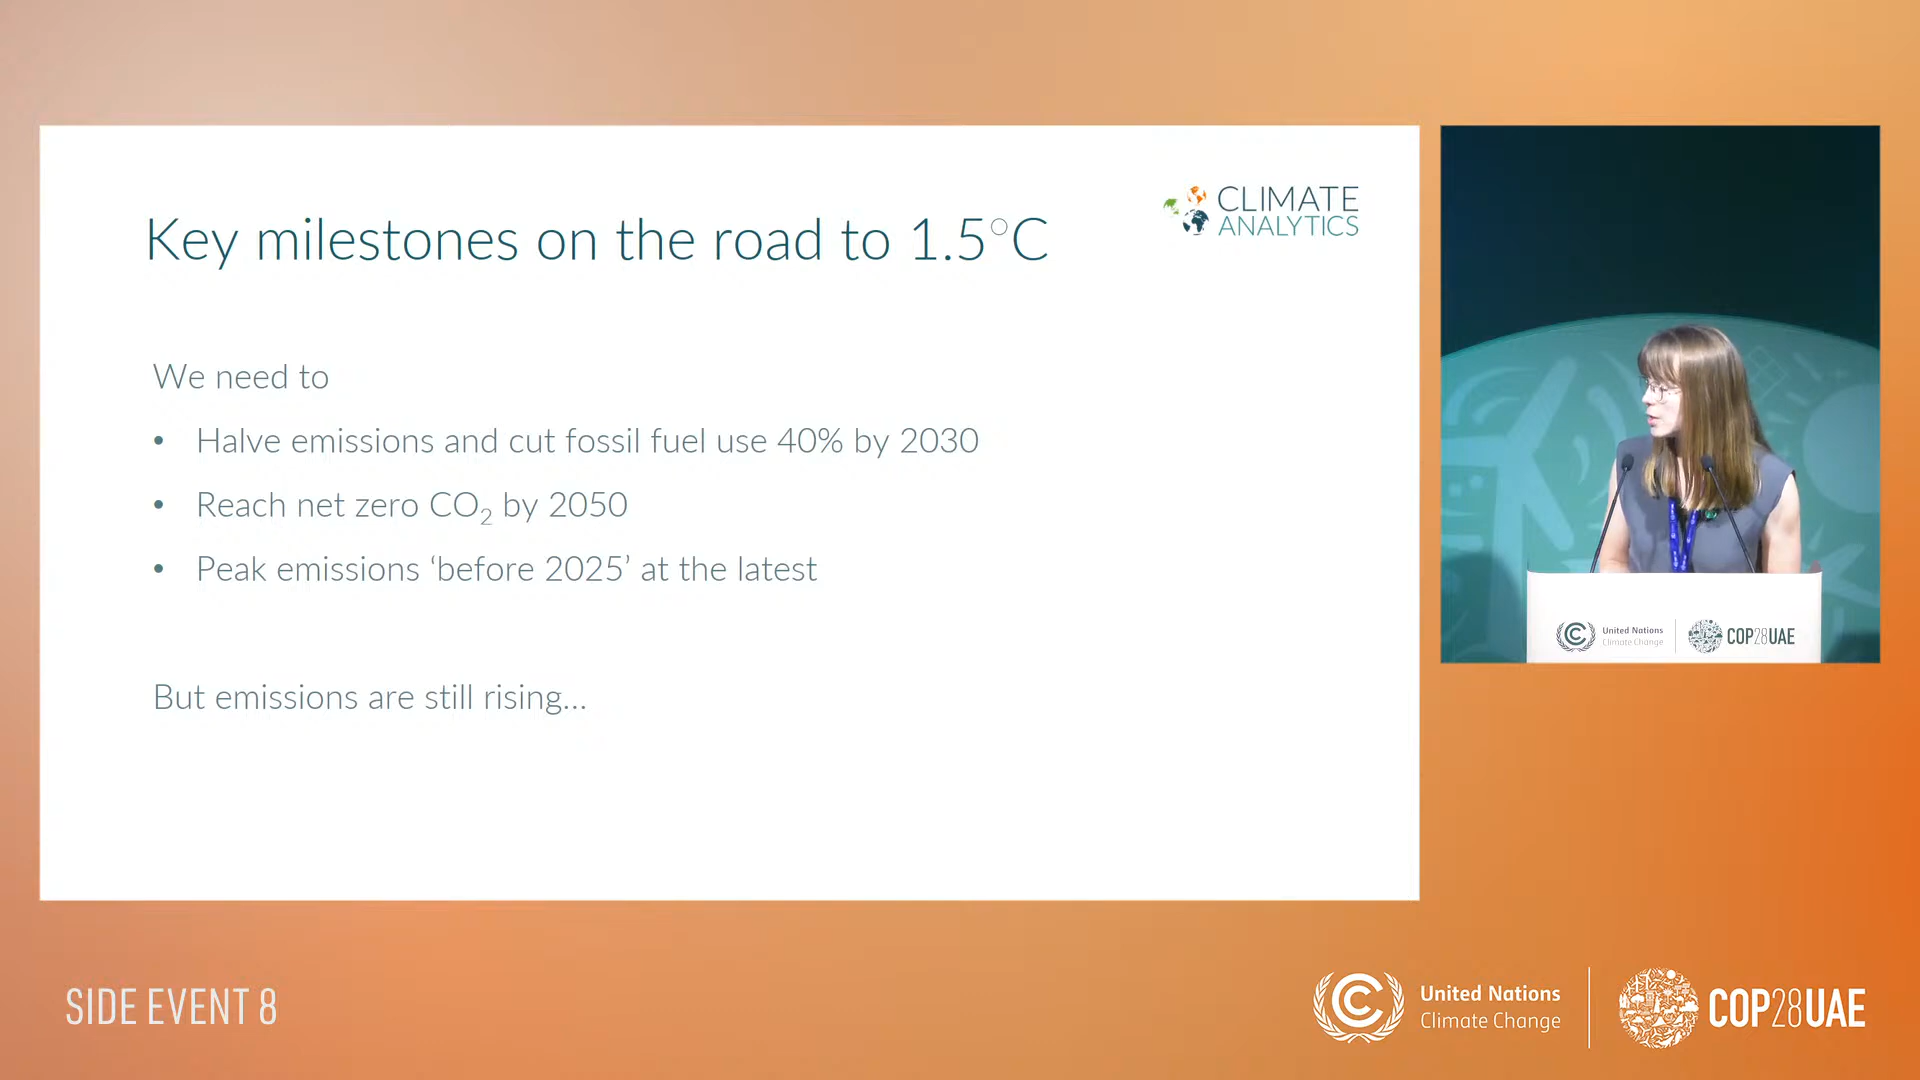 Key milestones on the road to 1.5°C
CLIMATE
ANALYTICS
We need to
• Halve emissions and cut fossil fuel use 40% by 2030
• Reach net zero CO₂ by 2050
• Peak emissions ‘before 2025’ at the latest
But emissions are still rising...
United Nations
Climate Change
COP28UAE
SIDE EVENT 8
United Nations
Climate Change
COP28UAE